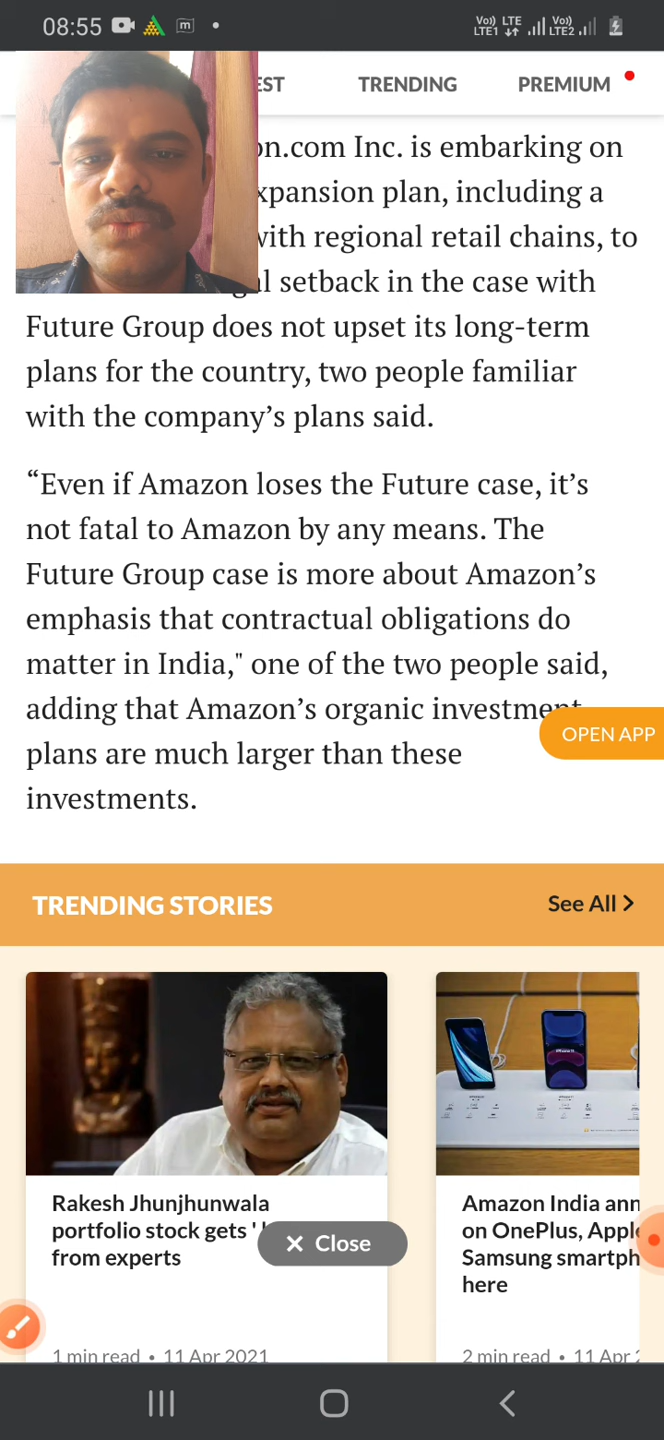 08:55
Vo)) LTE Vo))
LTE1 LTE2
TRENDING PREMIUM
Inc. is embarking on
plan, including a
with regional retail chains, to
setback in the case with
Future Group does not upset its long-term
plans for the country, two people familiar
with the company’s plans said.
“Even if Amazon loses the Future case, it’s
not fatal to Amazon by any means. The
Future Group case is more about Amazon’s
emphasis that contractual obligations do
matter in India," one of the two people said,
adding that Amazon’s organic investment
OPEN APP
plans are much larger than these
investments.
TRENDING STORIES See All >
Rakesh Jhunjhunwala
portfolio stock gets
from experts
1 min read • 11 Apr 2021
Amazon India
on OnePlus,
Samsung
here
2 min read • 11 Apr
× Close